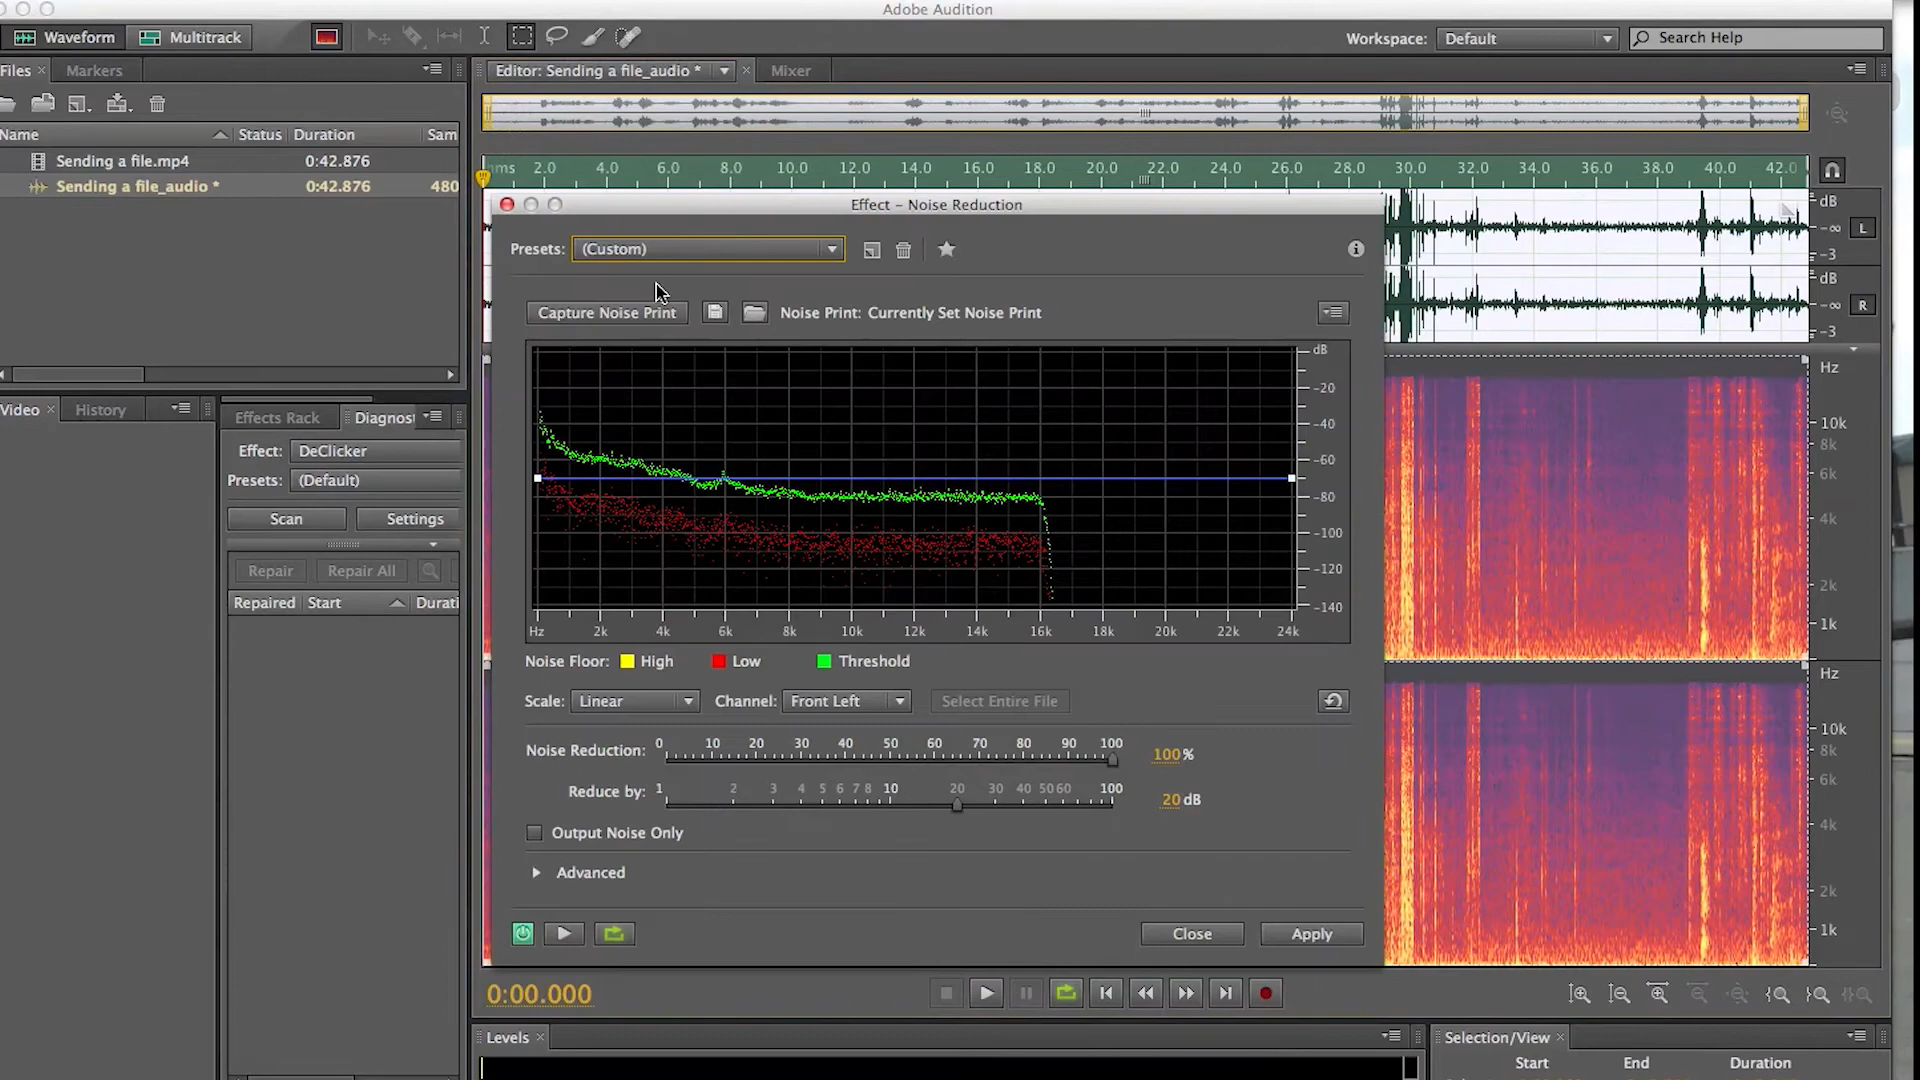 Adobe Audition
Waveform
Multitrack
Workspace: Default
Search Help
Files
Markers
Editor: Sending a file_audio *
Mixer
Name
Status
Duration
Sam
Sending a file.mp4
0:42.876
Sending a file_audio *
0:42.876
480
ms 2.0 4.0 6.0 8.0 10.0 12.0 14.0 16.0 18.0 20.0 22.0 24.0 26.0 28.0 30.0 32.0 34.0 36.0 38.0 40.0 42.0
dB
-∞
-3
L
dB
-∞
-3
R
Effect – Noise Reduction
Presets: (Custom)
Capture Noise Print
Noise Print: Currently Set Noise Print
dB
-20
-40
-60
-80
-100
-120
-140
Hz 2k 4k 6k 8k 10k 12k 14k 16k 18k 20k 22k 24k
Noise Floor: High Low Threshold
Scale: Linear
Channel: Front Left
Select Entire File
Noise Reduction: 0 10 20 30 40 50 60 70 80 90 100
100 %
Reduce by: 1 2 3 4 5 6 7 8 10 20 30 40 50 60 100
20 dB
Output Noise Only
Advanced
Close
Apply
Video
History
Effects Rack
Diagnos
Effect: DeClicker
Presets: (Default)
Scan
Settings
Repair
Repair All
Repaired
Start
Durati
Hz
10k
8k
6k
4k
2k
1k
Hz
10k
8k
6k
4k
2k
1k
0:00.000
Levels
Selection/View
Start
End
Duration